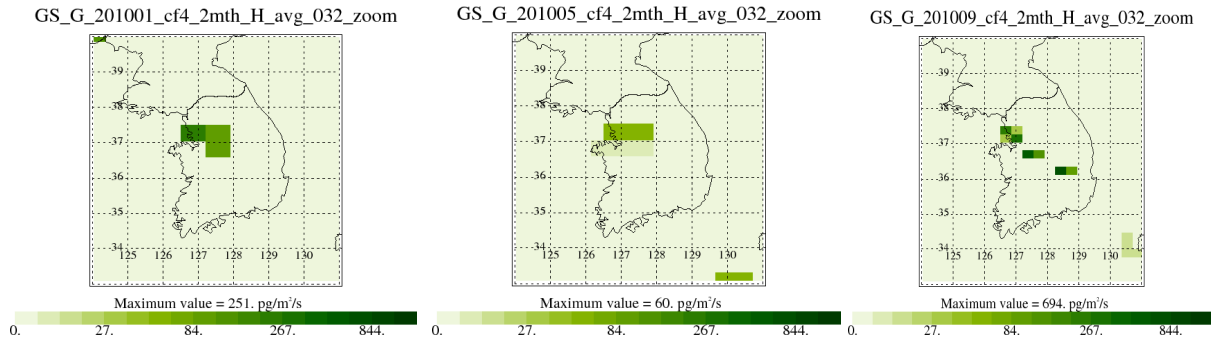 GS_G_201001_cf4_2mth_H_avg_032_zoom
39
38
37
36
35
34
125 126 127 128 129 130
Maximum value = 251. pg/m²/s
0. 27. 84. 267. 844.
GS_G_201005_cf4_2mth_H_avg_032_zoom
39
38
37
36
35
34
125 126 127 128 129 130
Maximum value = 60. pg/m²/s
0. 27. 84. 267. 844.
GS_G_201009_cf4_2mth_H_avg_032_zoom
39
38
37
36
35
34
125 126 127 128 129 130
Maximum value = 694. pg/m²/s
0. 27. 84. 267. 844.